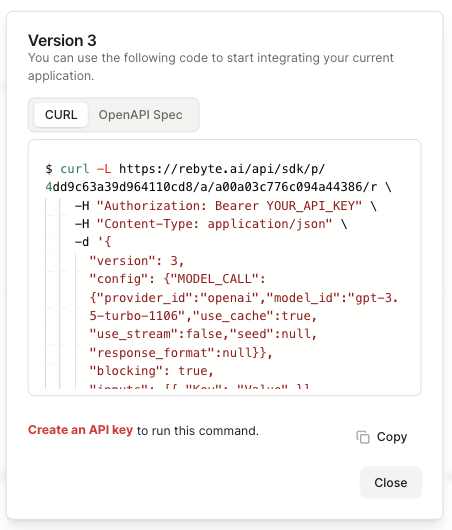 Version 3
You can use the following code to start integrating your current
application.
CURL OpenAPI Spec
$ curl -L https://rebyte.ai/api/sdk/p/
4dd9c63a39d964110cd8/a/a00a03c776c094a44386/r \
-H "Authorization: Bearer YOUR_API_KEY" \
-H "Content-Type: application/json" \
-d '{
"version": 3,
"config": {"MODEL_CALL":
{"provider_id":"openai","model_id":"gpt-3.
5-turbo-1106","use_cache":true,
"use_stream":false,"seed":null,
"response_format":null}},
"blocking": true,
"inputs": [{ "Key": "Value" }]
Create an API key to run this command.
Copy
Close